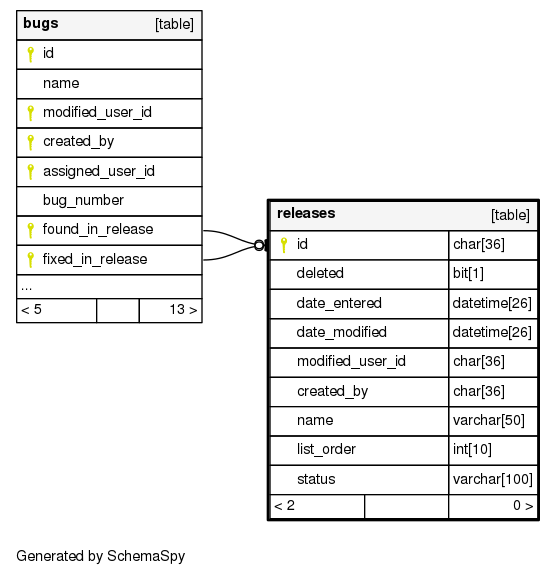 bugs [table]
id
name
modified_user_id
created_by
assigned_user_id
bug_number
found_in_release
fixed_in_release
...
< 5 13 >
releases [table]
id char[36]
deleted bit[1]
date_entered datetime[26]
date_modified datetime[26]
modified_user_id char[36]
created_by char[36]
name varchar[50]
list_order int[10]
status varchar[100]
< 2 0 >
Generated by SchemaSpy